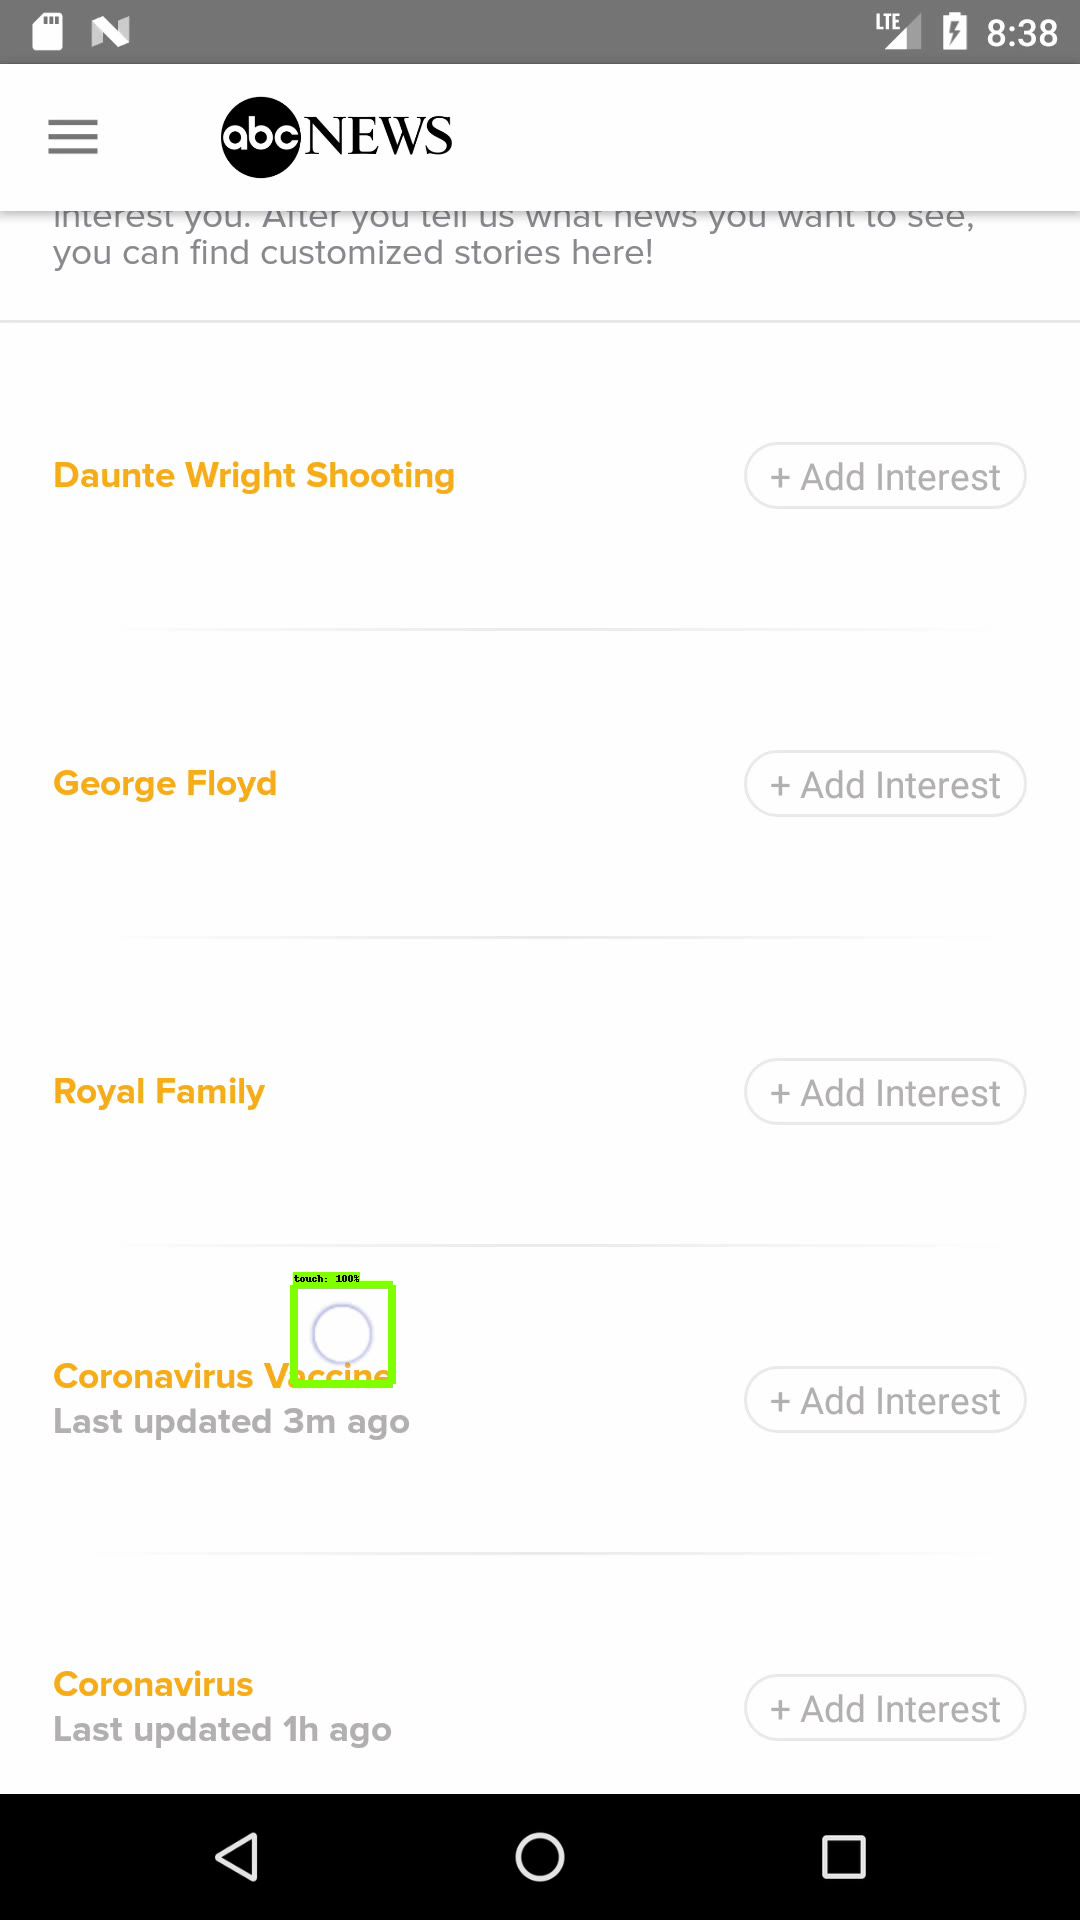 LTE 8:38
abc NEWS
interest you. After you tell us what news you want to see,
you can find customized stories here!
Daunte Wright Shooting
+ Add Interest
George Floyd
+ Add Interest
Royal Family
+ Add Interest
touch: 100%
Coronavirus Vaccine
Last updated 3m ago
+ Add Interest
Coronavirus
Last updated 1h ago
+ Add Interest